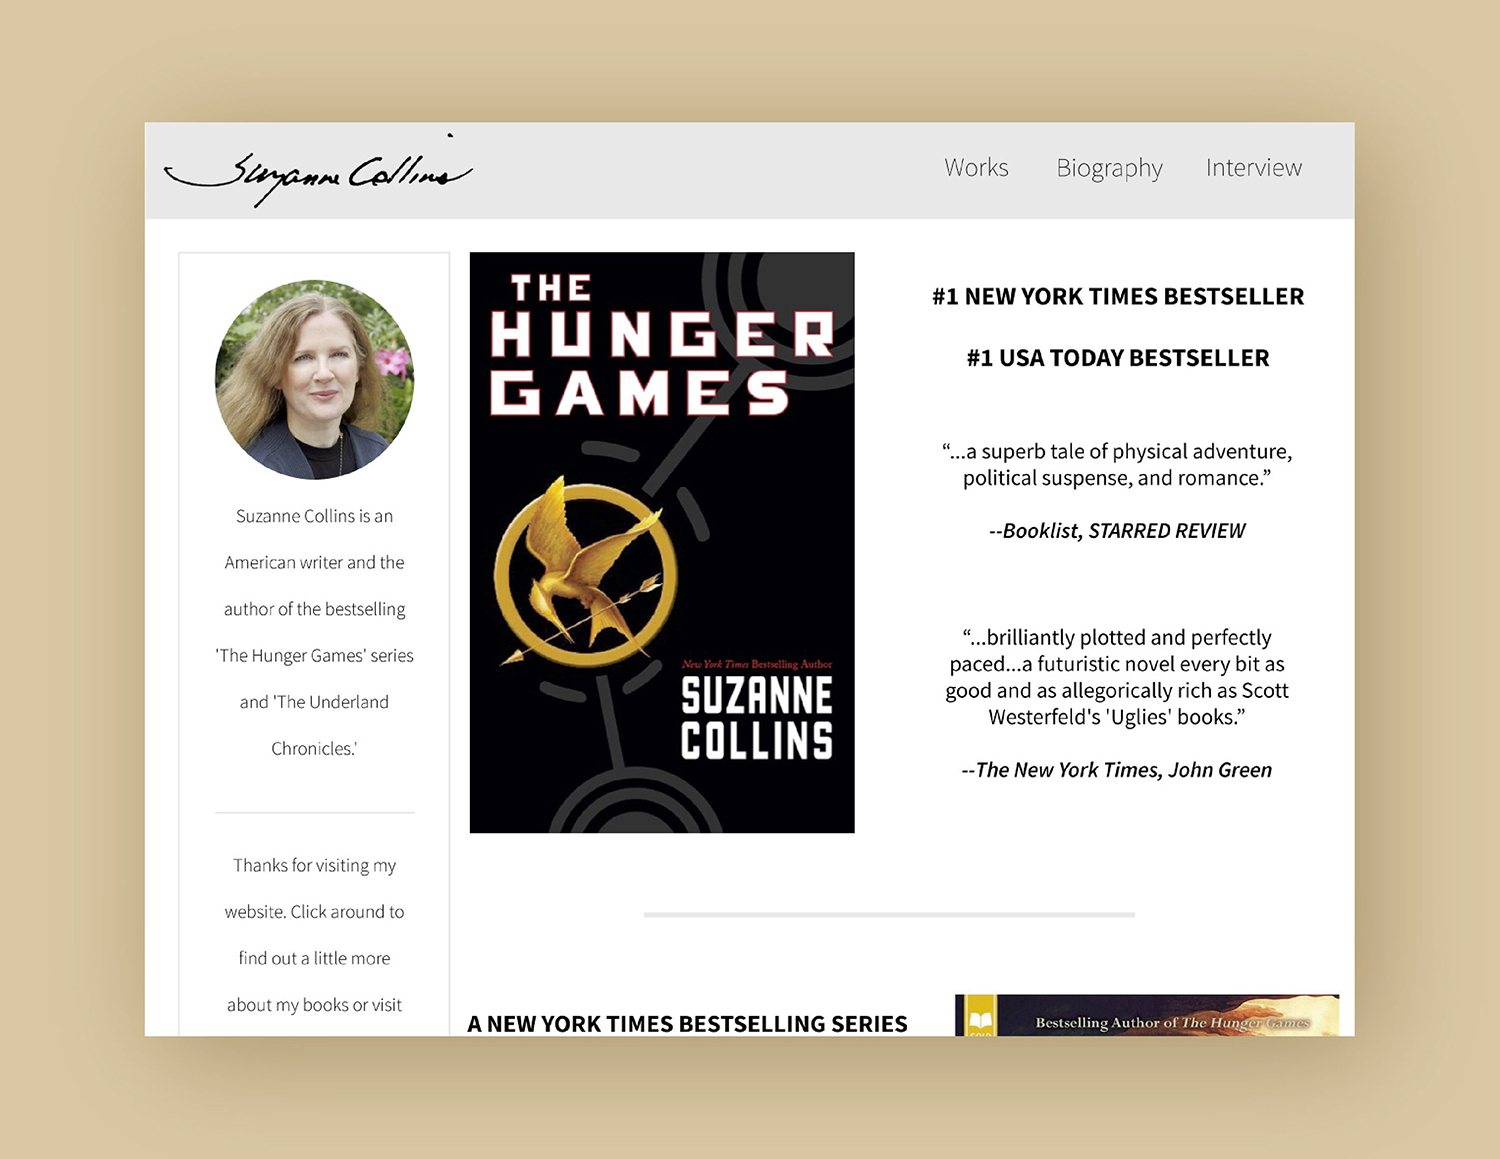 Suzanne Collins
Works
Biography
Interview
Suzanne Collins is an
American writer and the
author of the bestselling
'The Hunger Games' series
and 'The Underland
Chronicles.'
Thanks for visiting my
website. Click around to
find out a little more
about my books or visit
THE
HUNGER
GAMES
New York Times Bestselling Author
SUZANNE
COLLINS
#1 NEW YORK TIMES BESTSELLER
#1 USA TODAY BESTSELLER
“...a superb tale of physical adventure,
political suspense, and romance.”
--Booklist, STARRED REVIEW
“...brilliantly plotted and perfectly
paced...a futuristic novel every bit as
good and as allegorically rich as Scott
Westerfeld's 'Uglies' books.”
--The New York Times, John Green
A NEW YORK TIMES BESTSELLING SERIES
GOLD
Bestselling Author of The Hunger Games